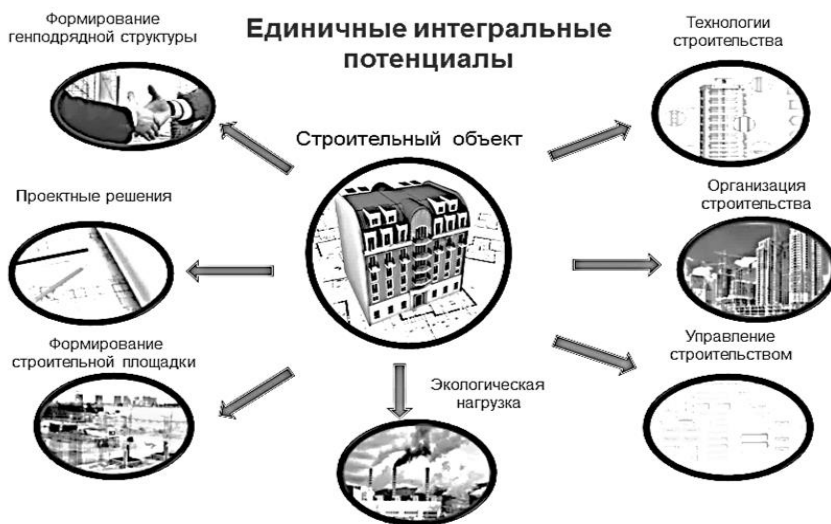 Единичные интегральные
потенциалы
Формирование
генподрядной структуры
Технологии
строительства
Строительный объект
Проектные решения
Организация
строительства
Формирование
строительной площадки
Управление
строительством
Экологическая
нагрузка